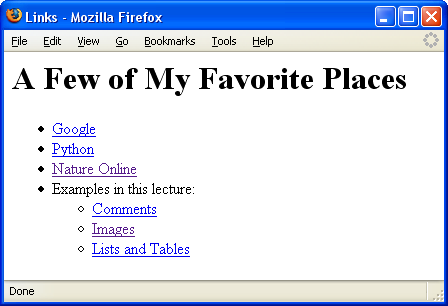 Links - Mozilla Firefox
File Edit View Go Bookmarks Tools Help
A Few of My Favorite Places
Google
Python
Nature Online
Examples in this lecture:
Comments
Images
Lists and Tables
Done